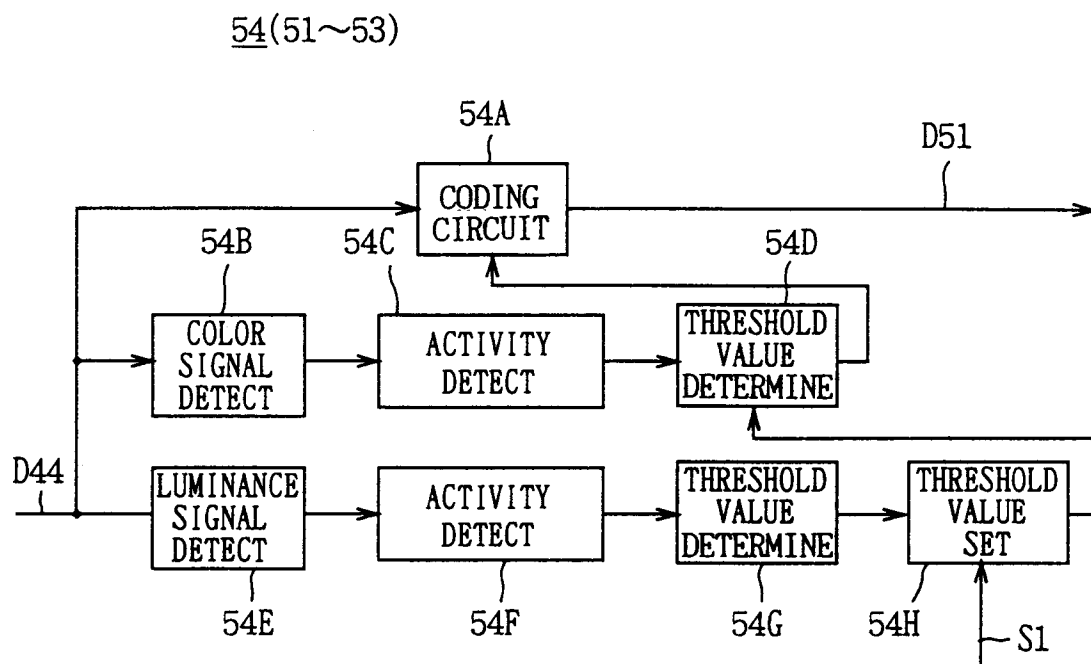 54(51~53)
54A
D51
CODING
CIRCUIT
54B
54C
54D
COLOR
SIGNAL
DETECT
ACTIVITY
DETECT
THRESHOLD
VALUE
DETERMINE
D44
LUMINANCE
SIGNAL
DETECT
ACTIVITY
DETECT
THRESHOLD
VALUE
DETERMINE
THRESHOLD
VALUE
SET
54E
54F
54G
54H
S1